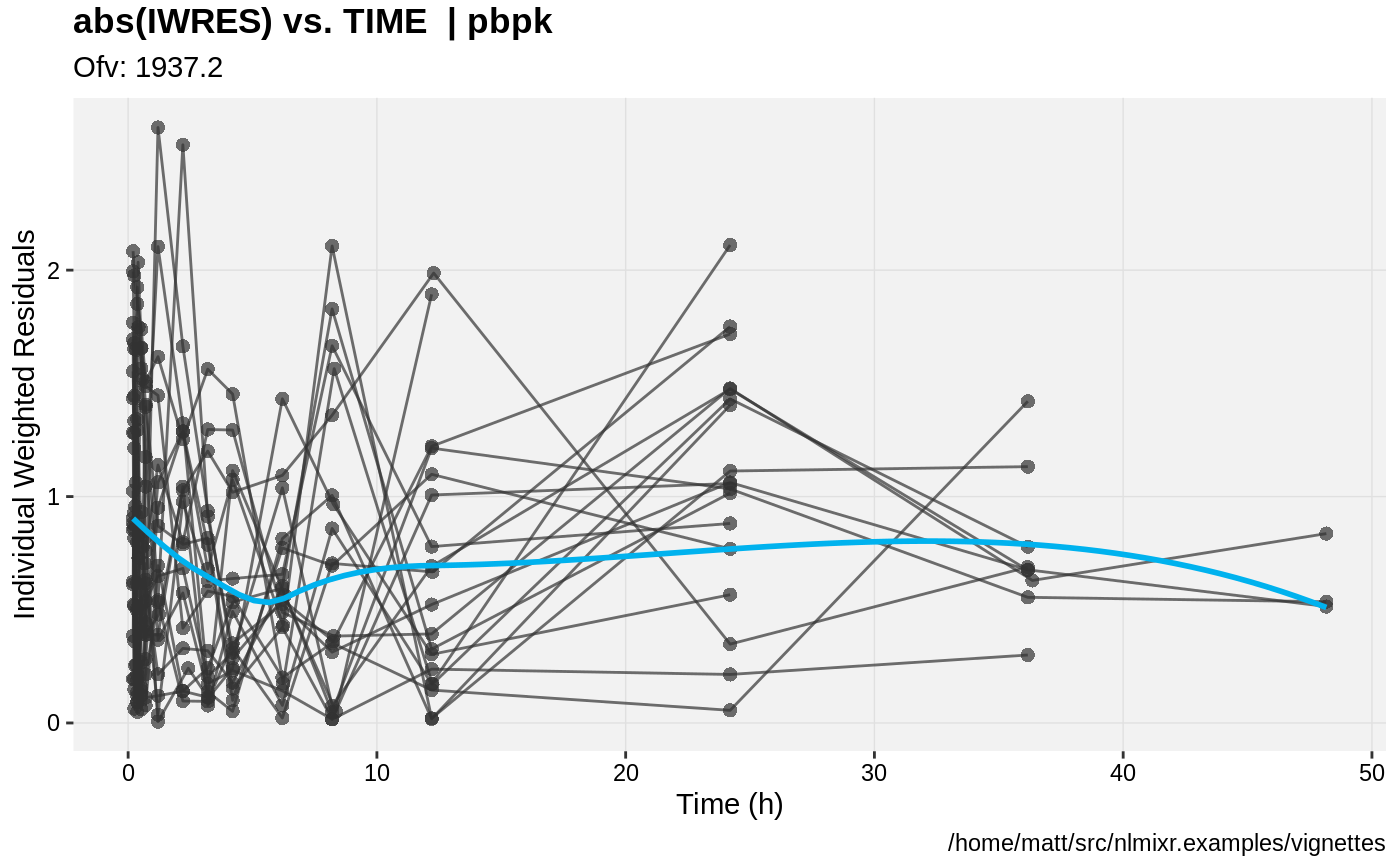 abs(IWRES) vs. TIME  | pbpk
Ofv: 1937.2
Individual Weighted Residuals
2
1
0
0 10 20 30 40 50
Time (h)
/home/matt/src/nlmixr.examples/vignettes